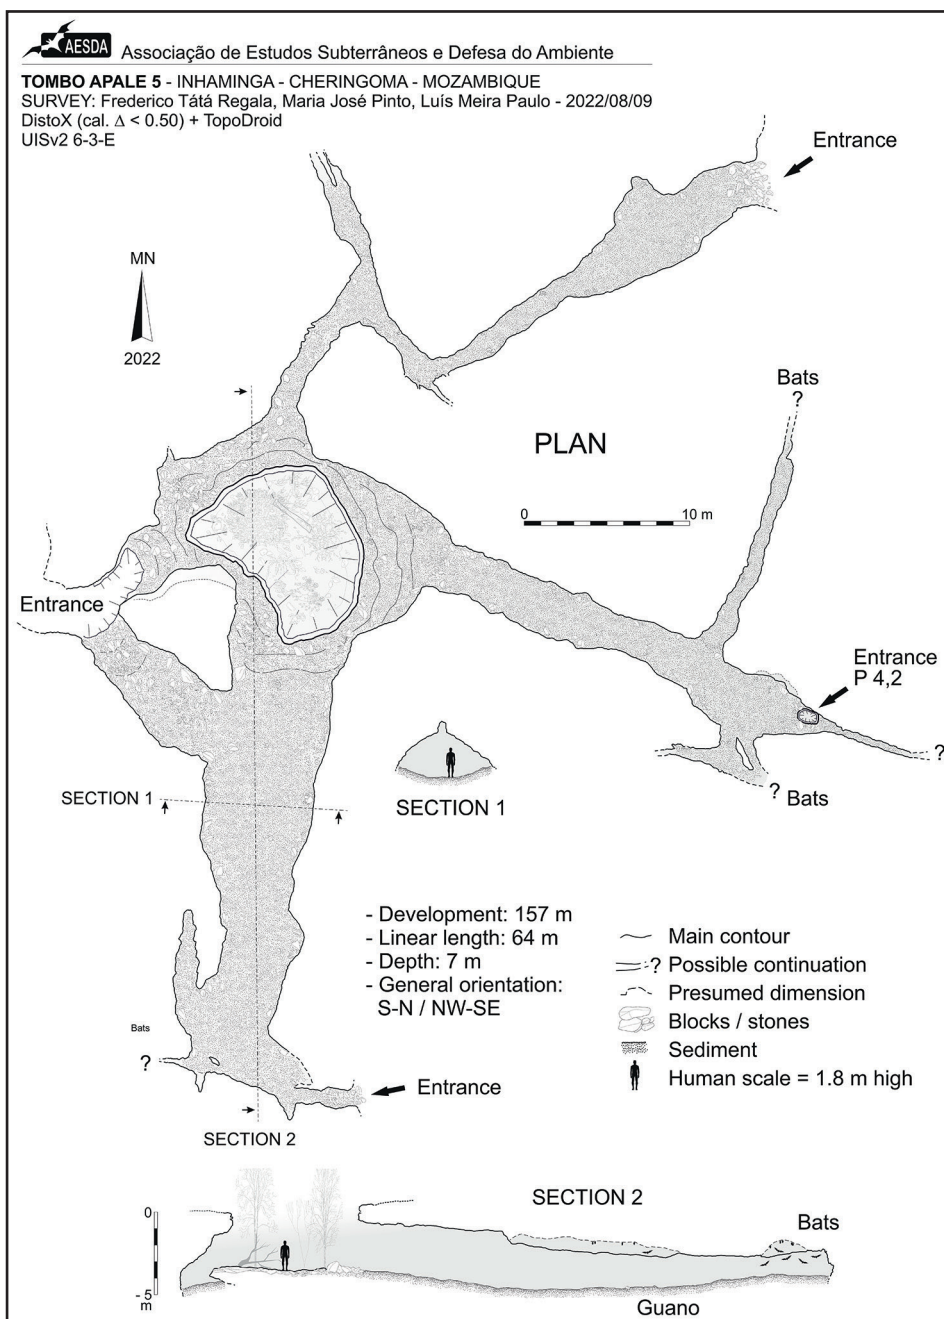 AESDA
Associação de Estudos Subterrâneos e Defesa do Ambiente
TOMBO APALE 5 - INHAMINGA - CHERINGOMA - MOZAMBIQUE
SURVEY: Frederico Tátá Regala, Maria José Pinto, Luís Meira Paulo - 2022/08/09
DistoX (cal. Δ < 0.50) + TopoDroid
UISv2 6-3-E
Entrance
MN
2022
Bats
?
PLAN
0 10 m
Entrance
Entrance
P 4,2
?
? Bats
SECTION 1
SECTION 1
- Development: 157 m
- Linear length: 64 m
- Depth: 7 m
- General orientation:
S-N / NW-SE
Main contour
? Possible continuation
Presumed dimension
Blocks / stones
Sediment
Human scale = 1.8 m high
Bats
?
Entrance
SECTION 2
SECTION 2
Bats
0
- 5
m
Guano